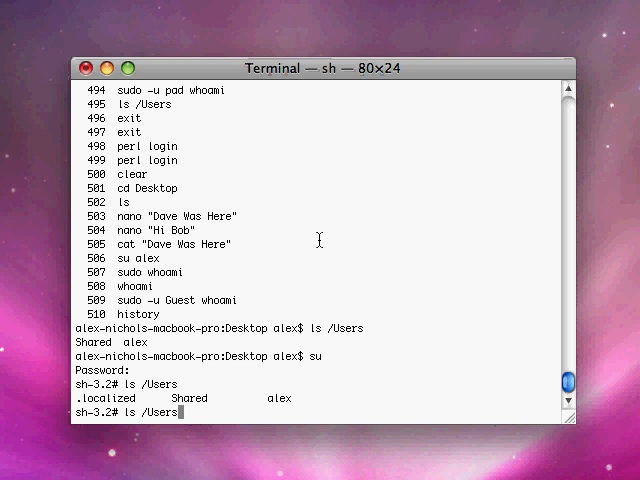 Terminal — sh — 80×24
494 sudo -u pad whoami
495 ls /Users
496 exit
497 exit
498 perl login
499 perl login
500 clear
501 cd Desktop
502 ls
503 nano "Dave Was Here"
504 nano "Hi Bob"
505 cat "Dave Was Here"
506 su alex
507 sudo whoami
508 whoami
509 sudo -u Guest whoami
510 history
alex-nichols-macbook-pro:Desktop alex$ ls /Users
Shared alex
alex-nichols-macbook-pro:Desktop alex$ su
Password:
sh-3.2# ls /Users
.localized Shared alex
sh-3.2# ls /Users